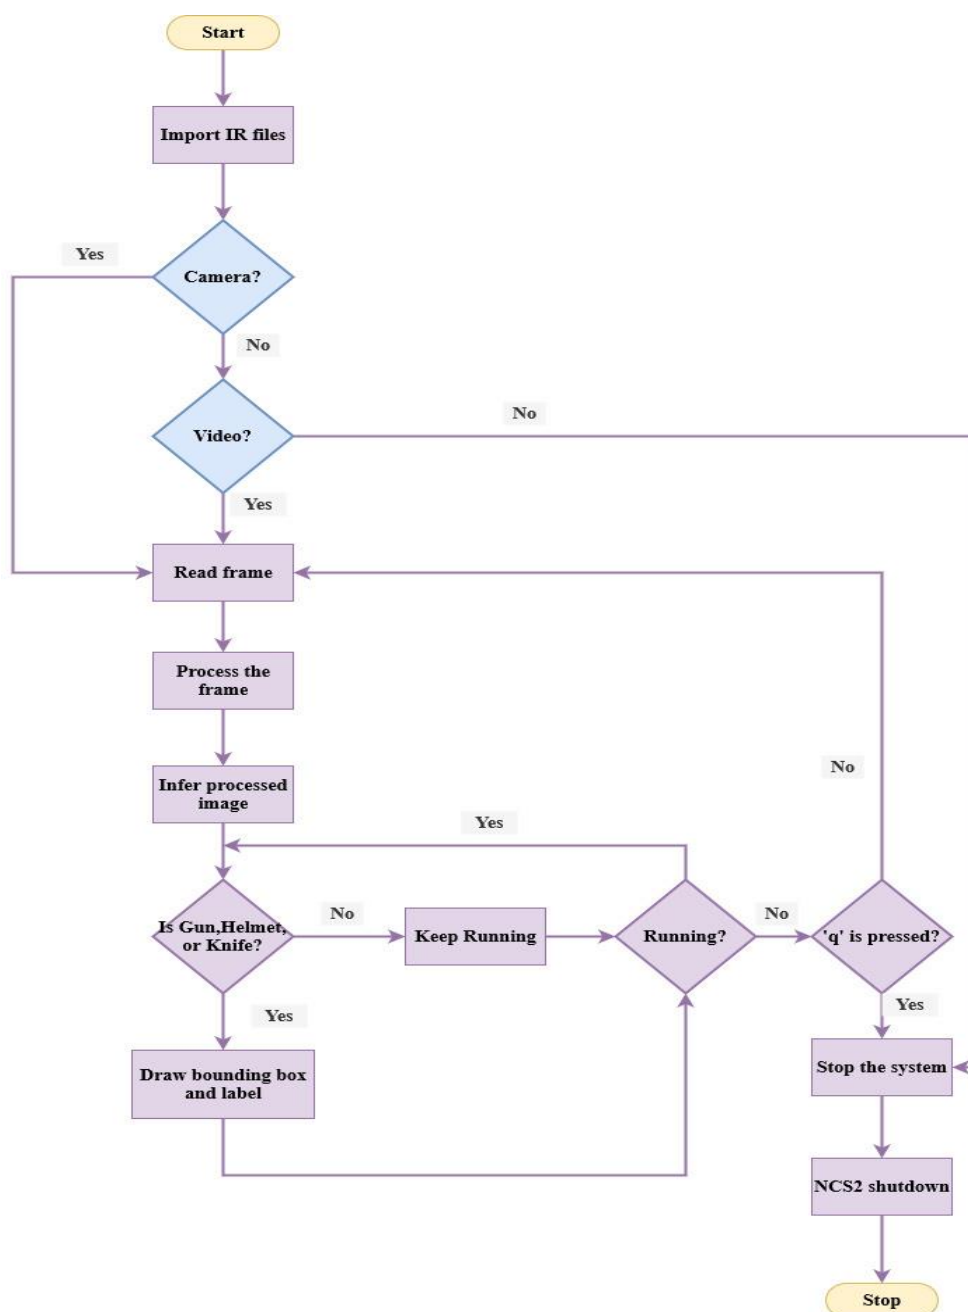 Start
Import IR files
Yes
Camera?
No
Video?
No
Yes
Read frame
Process the
frame
No
Infer processed
image
Yes
Is Gun,Helmet,
or Knife?
No
Keep Running
Running?
No
'q' is pressed?
Yes
Yes
Draw bounding box
and label
Stop the system
NCS2 shutdown
Stop